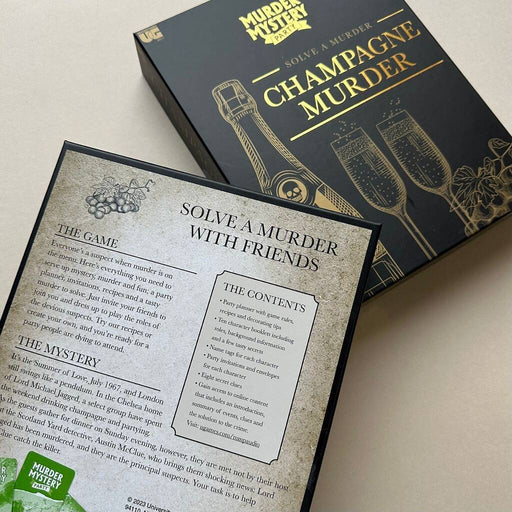 UG
MURDER
MYSTERY
PARTY
SOLVE A MURDER
CHAMPAGNE
MURDER
SOLVE A MURDER
WITH FRIENDS
THE GAME
Everyone's a suspect when murder is on
the menu. Here's everything you need to
serve up mystery, murder and fun; a party
planner, invitations, recipes and a taste
murder to solve. Just invite your friends to
you and dress up to play the roles of
the devious suspects. Try our recipes or
create your own, and you're ready for a
party people are dying to attend.
THE MYSTERY
It's the Summer of Love, July 1967, and London
still swings like a pendulum. In the Chelsea home
of Lord Michael Jagged, a select group have spent
the weekend drinking champagne and partying.
the guests gather for dinner on Sunday evening, however, they are met not by their host
Scotland Yard detective, Austin McClue, who brings them shocking news: Lord
has been murdered, and they are the principal suspects. Your task is to help
Clue catch the killer.
THE CONTENTS
• Party planner with game rules,
recipes and decorating tips
• Ten character booklets including
roles, background information
and a few tasty secrets
• Name tags for each character
• Party invitations and envelopes
for each character
• Eight secret clues
• Gain access to online content
that includes an introduction,
summary of events, clues and
the solution to the crime.
Visit: ugames.com/mmpaudio
MURDER
MYSTERY
PARTY
© 2023 Universit
94110